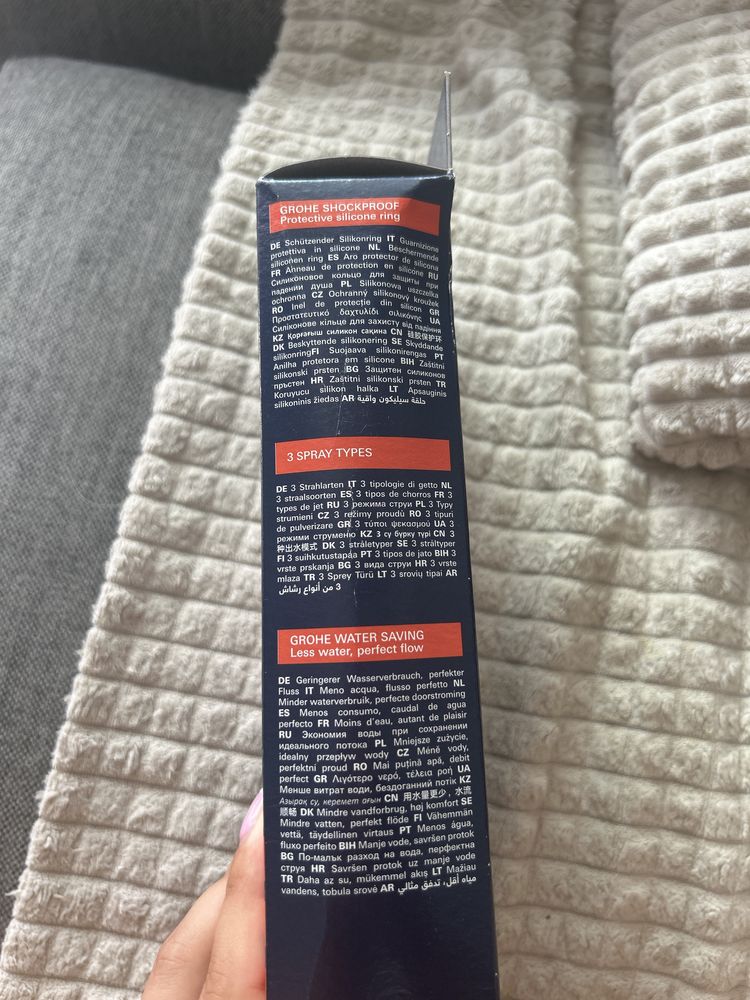 GROHE SHOCKPROOF
Protective silicone ring
DE Schützender Silikonring IT Guarnizione
protettiva in silicone NL Beschermende
siliconen ring ES Aro protector de silicona
FR Anneau de protection en silicone RU
Силиконовое кольцо для защиты при
падении душа PL Silikonowa uszczelka
ochronna CZ Ochranný silikonový kroužek
RO Inel de protecție din silicon GR
Προστατευτικό δαχτυλίδι σιλικόνης UA
Силіконове кільце для захисту від падіння
KZ Қорғағыш силикон сақина CN 硅胶保护环
DK Beskyttende silikonering SE Skyddande
silikonringFI Suojaava silikonirengas PT
Anilha protetora em silicone BIH Zaštitni
silikonski prsten BG Защитен силиконов
пръстен HR Zaštitni silikonski prsten TR
Koruyucu silikon halka LT Apsauginis
silikoninis žiedas AR حلقة سيليكون واقية
3 SPRAY TYPES
DE 3 Strahlarten IT 3 tipologie di getto NL
3 straalsoorten ES 3 tipos de chorros FR 3
types de jet RU 3 режима струи PL 3 Typy
strumieni CZ 3 režimy proudů RO 3 tipuri
de pulverizare GR 3 τύποι ψεκασμού UA 3
режими струменю KZ 3 су бұрку түрі CN 3
种出水模式 DK 3 stråletyper SE 3 stråltyper
FI 3 suihkutustapaa PT 3 tipos de jato BIH 3
vrste prskanja BG 3 вида струи HR 3 vrste
mlaza TR 3 Sprey Türü LT 3 srovių tipai AR
3 من أنواع رشاش
GROHE WATER SAVING
Less water, perfect flow
DE Geringerer Wasserverbrauch, perfekter
Fluss IT Meno acqua, flusso perfetto NL
Minder waterverbruik, perfecte doorstroming
ES Menos consumo, caudal de agua
perfecto FR Moins d'eau, autant de plaisir
RU Экономия воды при сохранении
идеального потока PL Mniejsze zużycie,
idealny przepływ wody CZ Méně vody,
perfektní proud RO Mai puțină apă, debit
perfect GR Λιγότερο νερό, τέλεια ροή UA
Менше витрат води, бездоганний потік KZ
Азырақ су, керемет ағын CN 用水量更少，水流
顺畅 DK Mindre vandforbrug, høj komfort SE
Mindre vatten, perfekt flöde FI Vähemmän
vettä, täydellinen virtaus PT Menos água,
fluxo perfeito BIH Manje vode, savršen protok
BG По-малък разход на вода, перфектна
струя HR Savršen protok uz manje vode
TR Daha az su, mükemmel akış LT Mažiau
vandens, tobula srovė AR مياه أقل، تدفق مثالي